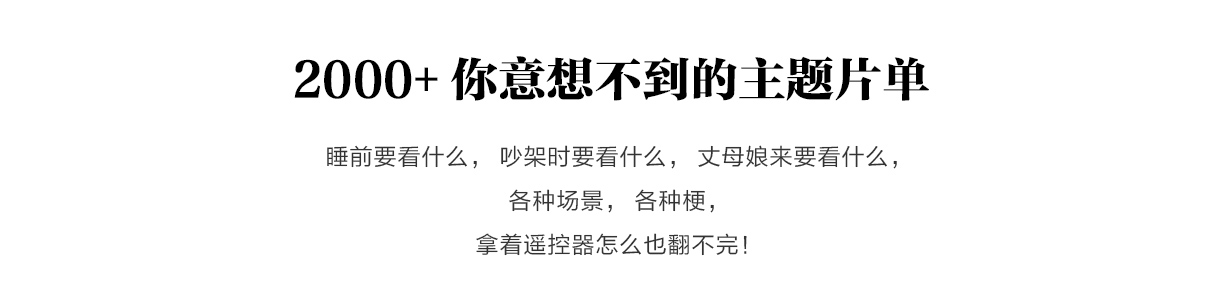 2000+ 你意想不到的主题片单
睡前要看什么， 吵架时要看什么， 丈母娘来要看什么，
各种场景， 各种梗，
拿着遥控器怎么也翻不完！